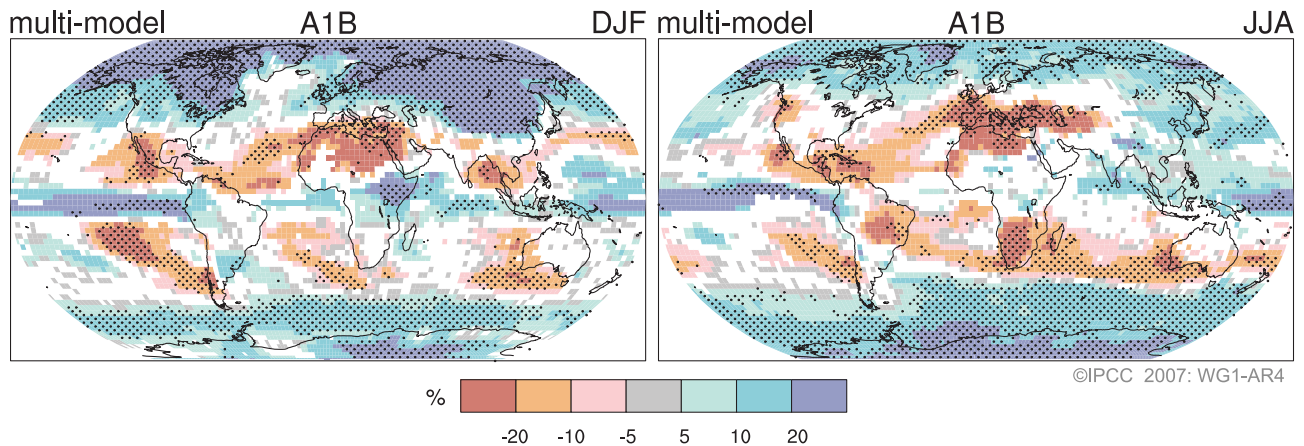 multi-model A1B DJF
multi-model A1B JJA
©IPCC 2007: WG1-AR4
%
-20 -10 -5 5 10 20